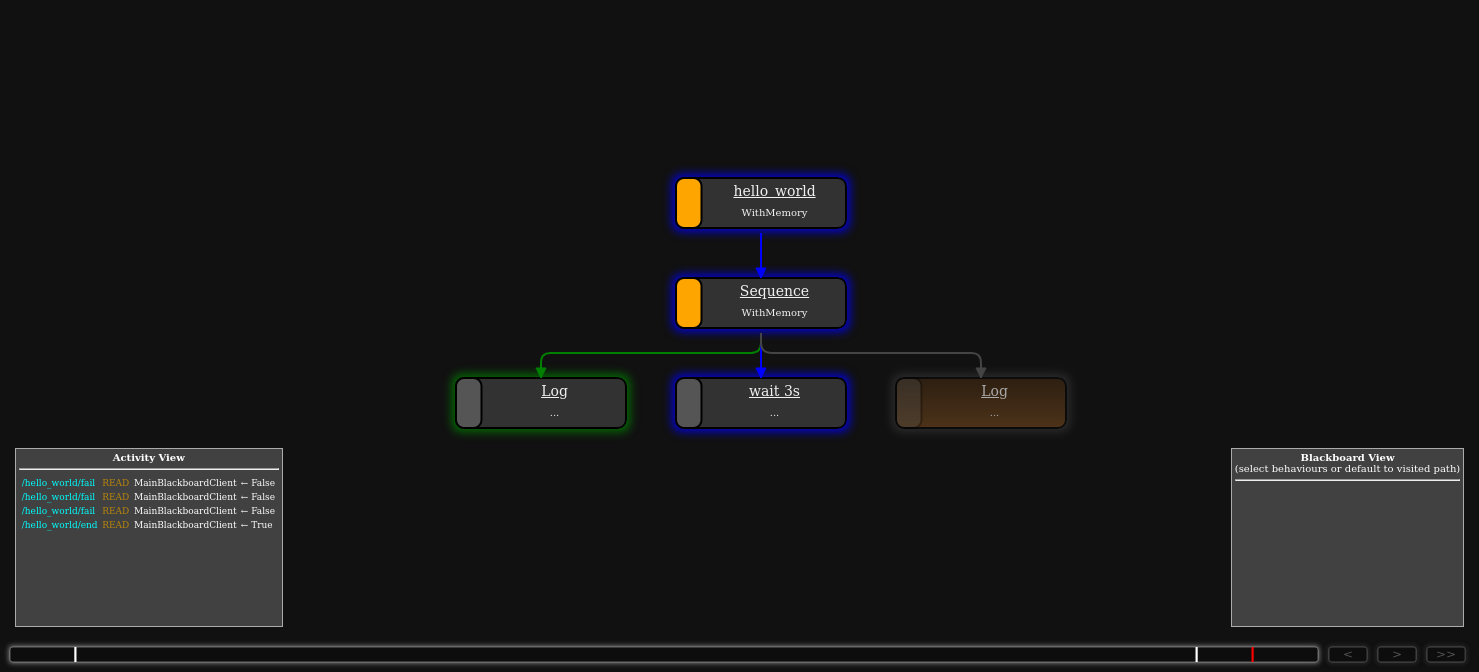 hello_world
WithMemory
Sequence
WithMemory
Log
...
wait 3s
...
Log
...
Activity View
/hello_world/fail READ MainBlackboardClient ← False
/hello_world/fail READ MainBlackboardClient ← False
/hello_world/fail READ MainBlackboardClient ← False
/hello_world/end READ MainBlackboardClient ← True
Blackboard View
(select behaviours or default to visited path)
< > >>